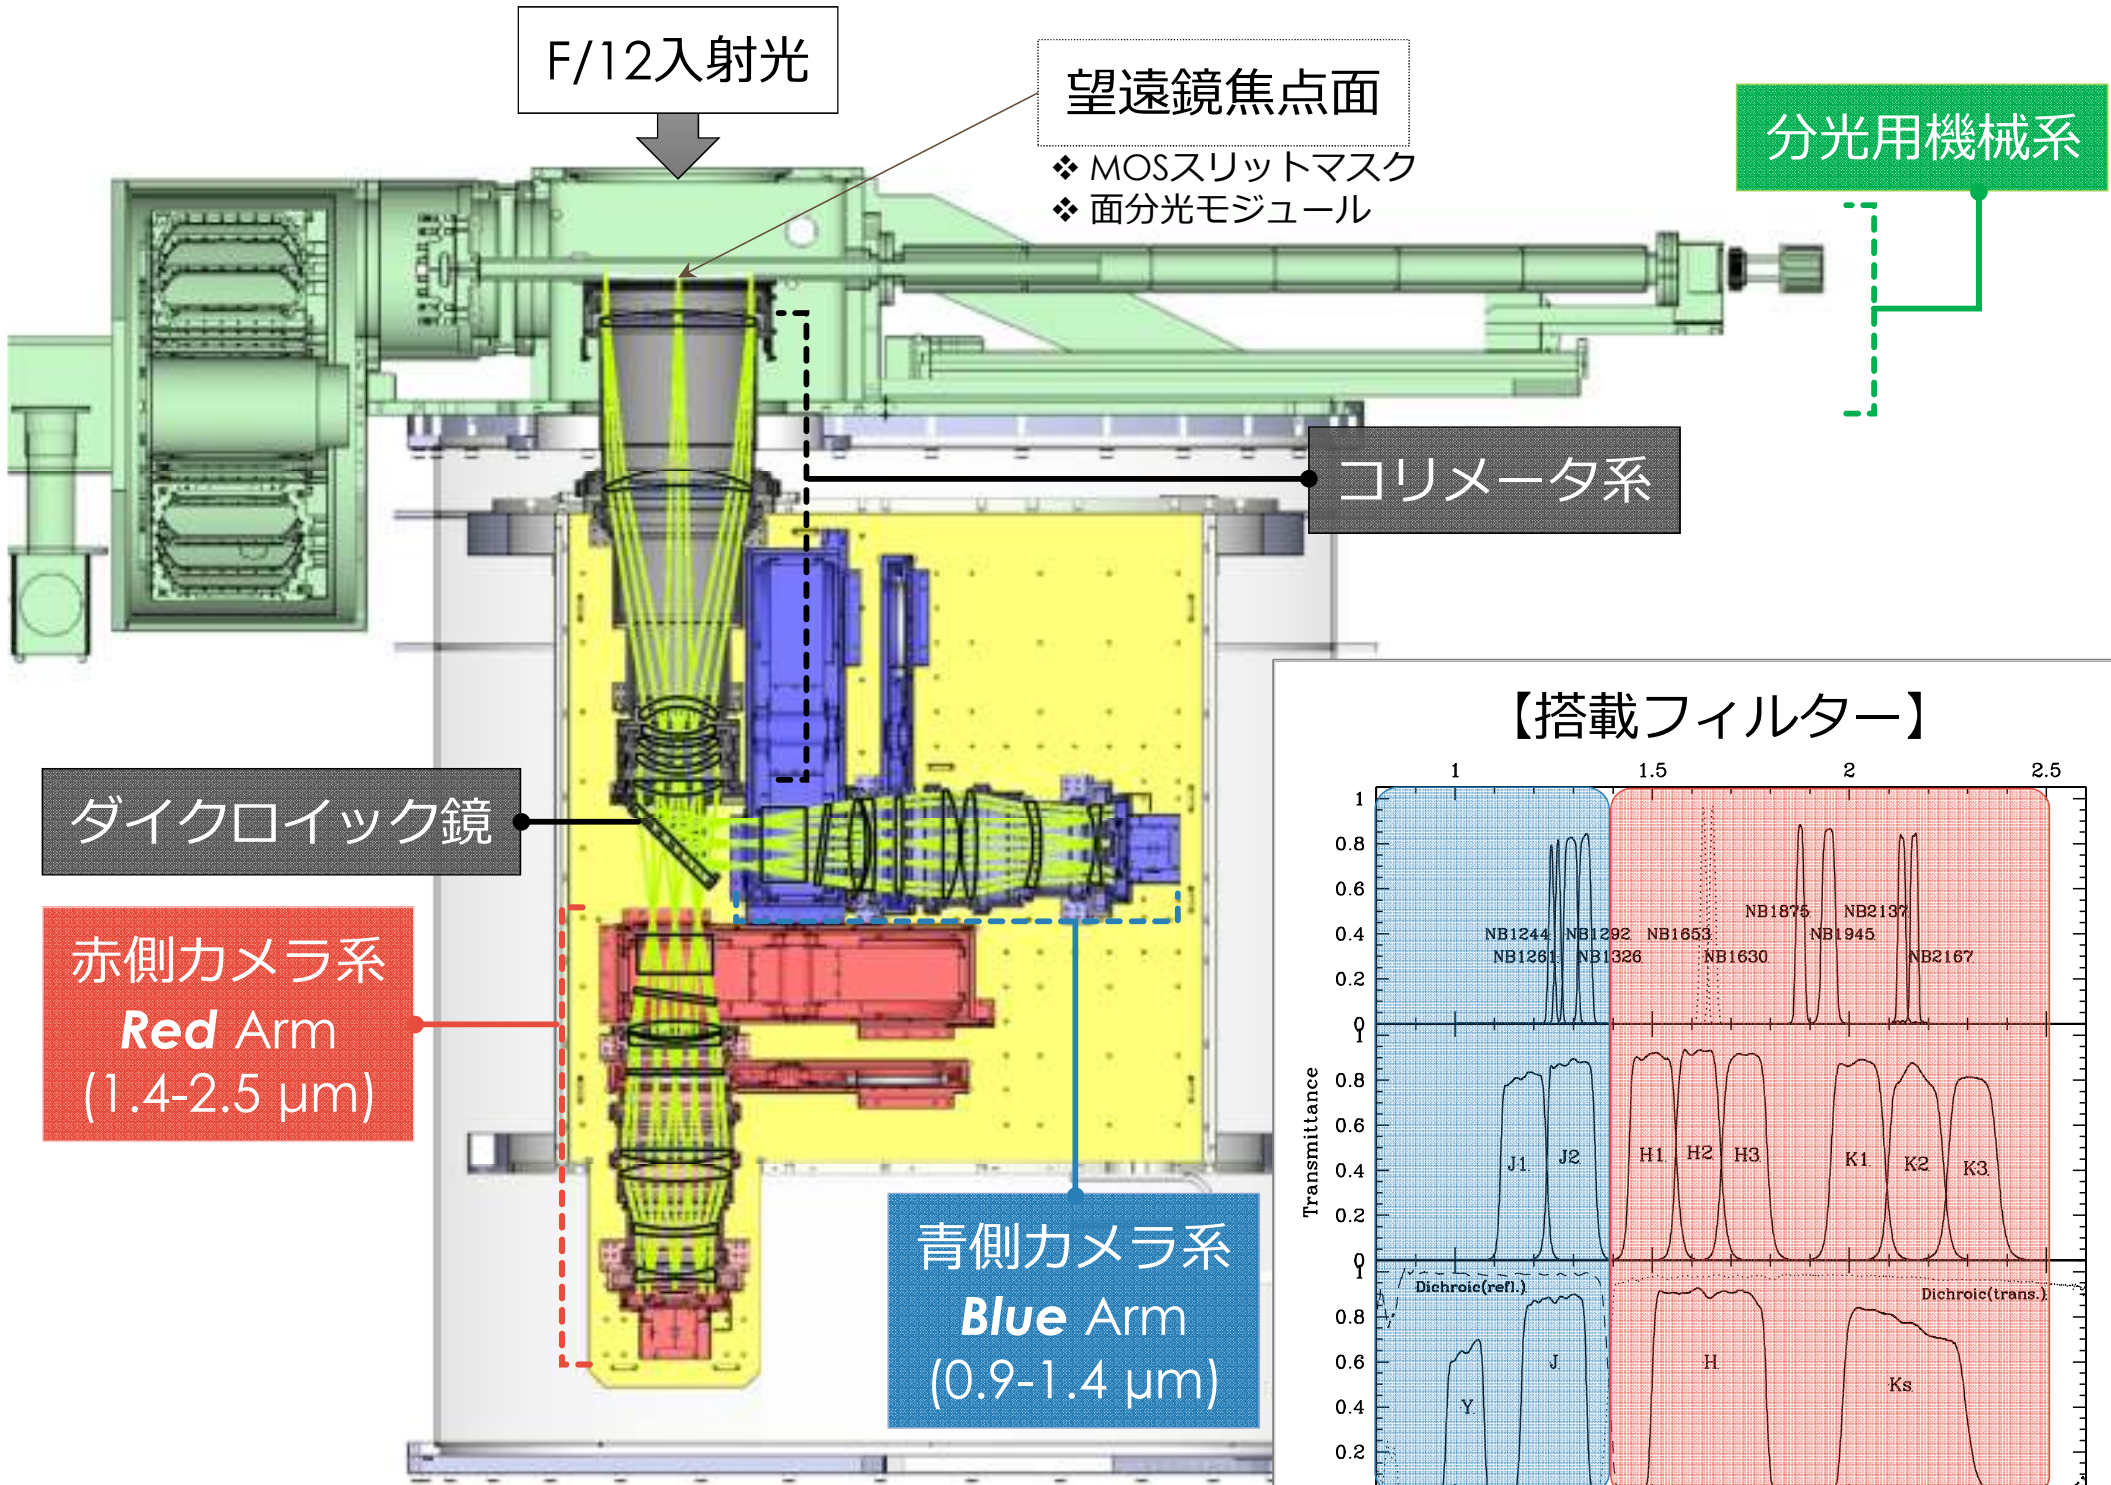 F/12入射光
望遠鏡焦点面
❖ MOSスリットマスク
❖ 面分光モジュール
分光用機械系
コリメータ系
ダイクロイック鏡
赤側カメラ系
Red Arm
(1.4-2.5 μm)
青側カメラ系
Blue Arm
(0.9-1.4 μm)
【搭載フィルター】
1 1.5 2 2.5
1
0.8
0.6
NB1875 NB2137
0.4 NB1244 NB1292 NB1653 NB1945
NB1261 NB1326 NB1630 NB2167
0.2
0
Transmittance
1
0.8
0.6
J1 J2 H1 H2 H3 K1 K2 K3
0.4
0.2
0
1
Dichroic(refl.) Dichroic(trans.)
0.8
0.6 J H
Ks
0.4 Y
0.2